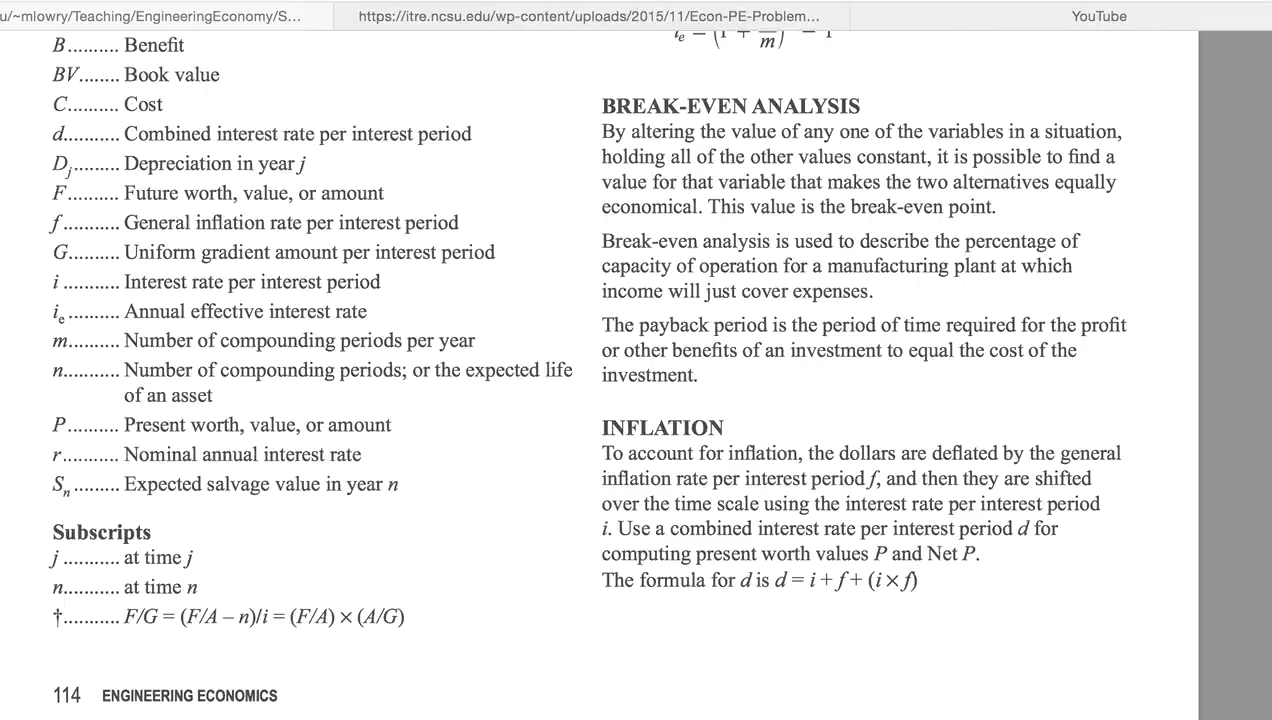 u/~mlowry/Teaching/EngineeringEconomy/S...
https://itre.ncsu.edu/wp-content/uploads/2015/11/Econ-PE-Problem...
YouTube
B.......... Benefit
BV........ Book value
C.......... Cost
d........... Combined interest rate per interest period
Dj......... Depreciation in year j
F.......... Future worth, value, or amount
f ........... General inflation rate per interest period
G.......... Uniform gradient amount per interest period
i ........... Interest rate per interest period
ie .......... Annual effective interest rate
m.......... Number of compounding periods per year
n........... Number of compounding periods; or the expected life
of an asset
P.......... Present worth, value, or amount
r........... Nominal annual interest rate
Sn ......... Expected salvage value in year n
Subscripts
j ........... at time j
n........... at time n
†........... F/G = (F/A – n)/i = (F/A) × (A/G)
114 ENGINEERING ECONOMICS
BREAK-EVEN ANALYSIS
By altering the value of any one of the variables in a situation,
holding all of the other values constant, it is possible to find a
value for that variable that makes the two alternatives equally
economical. This value is the break-even point.
Break-even analysis is used to describe the percentage of
capacity of operation for a manufacturing plant at which
income will just cover expenses.
The payback period is the period of time required for the profit
or other benefits of an investment to equal the cost of the
investment.
INFLATION
To account for inflation, the dollars are deflated by the general
inflation rate per interest period f, and then they are shifted
over the time scale using the interest rate per interest period
i. Use a combined interest rate per interest period d for
computing present worth values P and Net P.
The formula for d is d = i + f + (i × f)